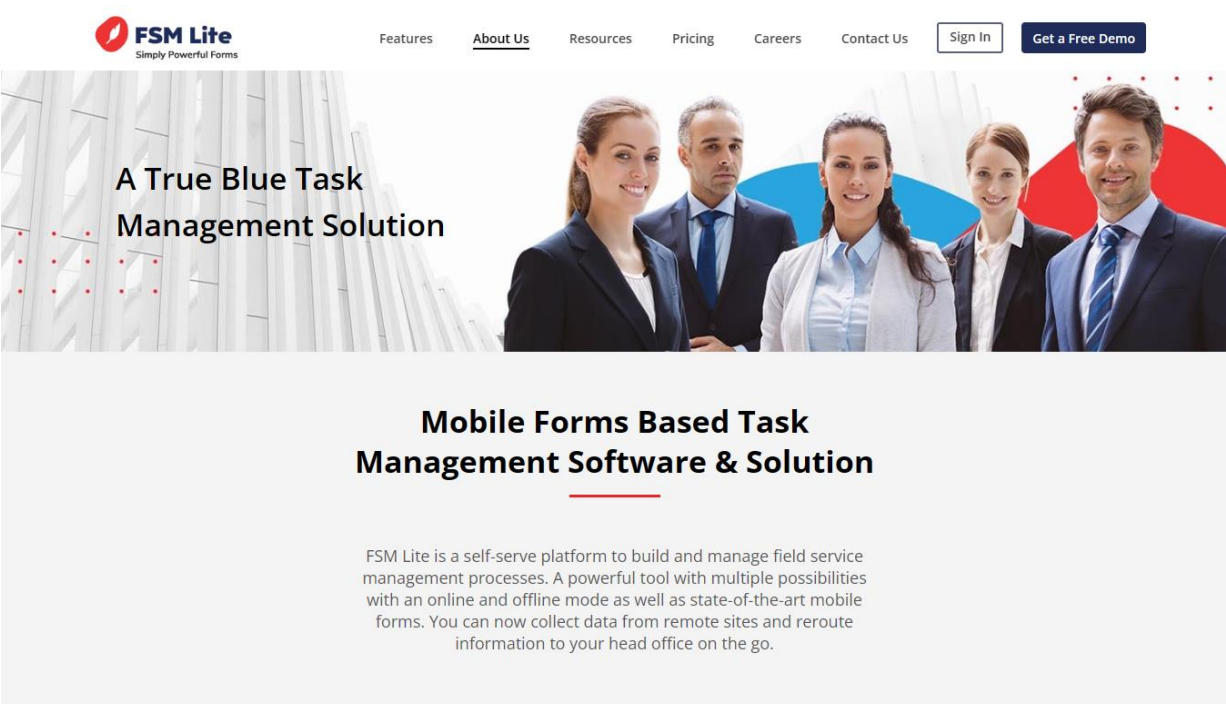 FSM Lite
Simply Powerful Forms
Features
About Us
Resources
Pricing
Careers
Contact Us
Sign In
Get a Free Demo
A True Blue Task
Management Solution
Mobile Forms Based Task
Management Software & Solution
FSM Lite is a self-serve platform to build and manage field service
management processes. A powerful tool with multiple possibilities
with an online and offline mode as well as state-of-the-art mobile
forms. You can now collect data from remote sites and reroute
information to your head office on the go.